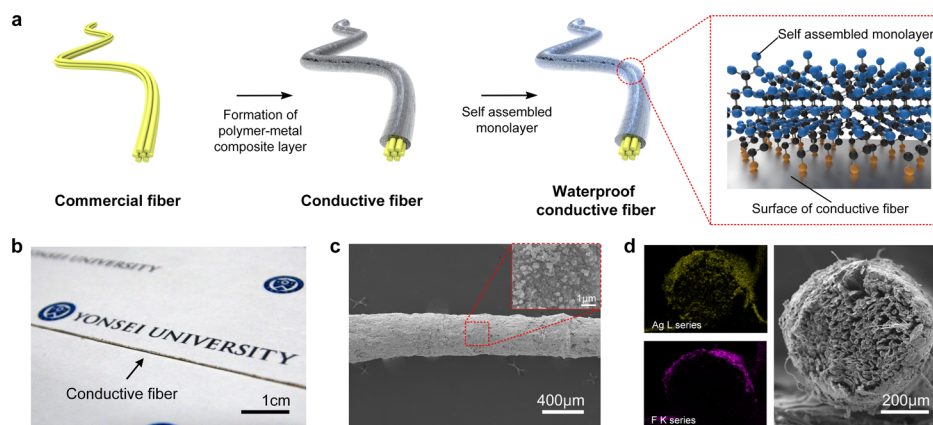 a
Self assembled monolayer
Formation of
polymer-metal
composite layer
Self assembled
monolayer
Commercial fiber
Conductive fiber
Waterproof
conductive fiber
Surface of conductive fiber
b
YONSEI UNIVERSITY
YONSEI UNIVERSITY
Conductive fiber
1cm
c
1μm
400μm
d
Ag L series
F K series
200μm